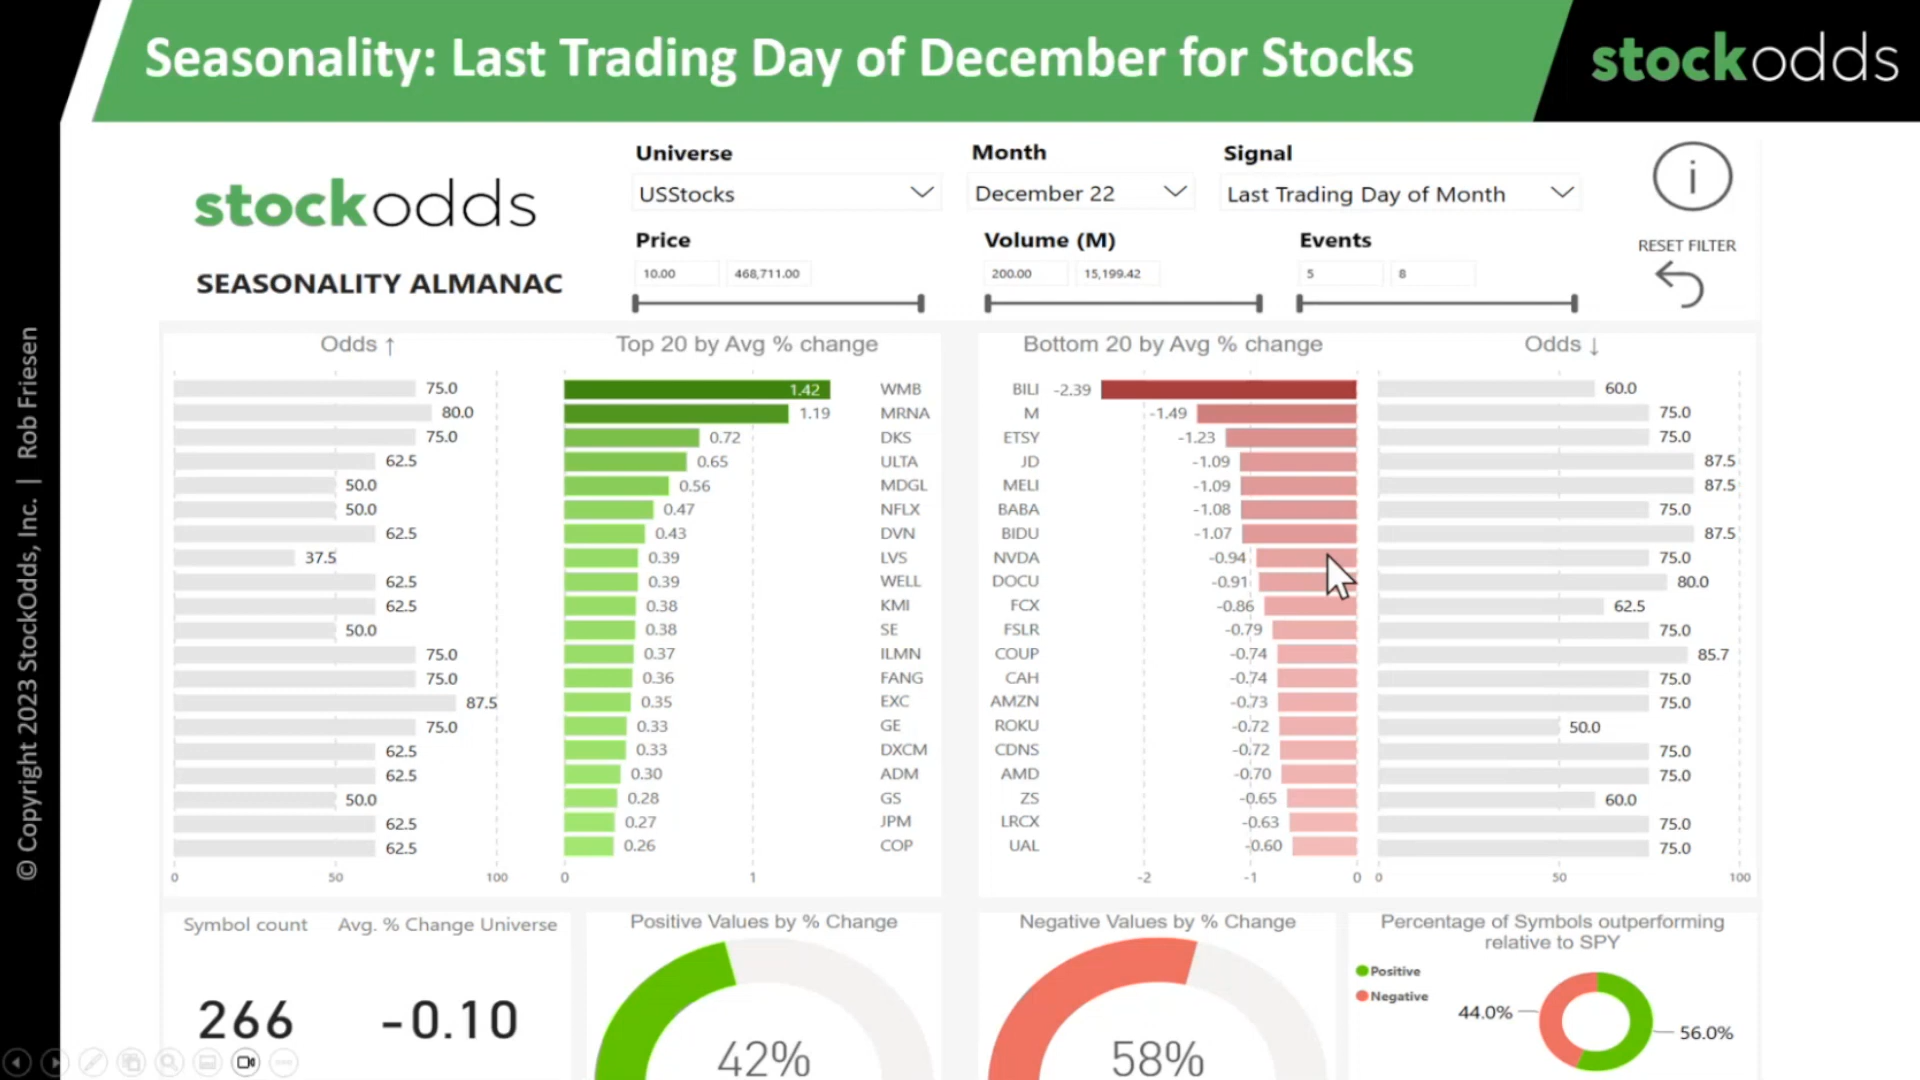 Seasonality: Last Trading Day of December for Stocks
stockodds
© Copyright 2023 StockOdds, Inc. | Rob Friesen
stockodds
SEASONALITY ALMANAC
Universe
USStocks
Month
December 22
Signal
Last Trading Day of Month
i
RESET FILTER
Price
10.00 468,711.00
Volume (M)
200.00 15,199.42
Events
5 8
Odds ↑ Top 20 by Avg % change
75.0 1.42 WMB
80.0 1.19 MRNA
75.0 0.72 DKS
62.5 0.65 ULTA
50.0 0.56 MDGL
50.0 0.47 NFLX
62.5 0.43 DVN
37.5 0.39 LVS
62.5 0.39 WELL
62.5 0.38 KMI
50.0 0.38 SE
75.0 0.37 ILMN
75.0 0.36 FANG
87.5 0.35 EXC
75.0 0.33 GE
62.5 0.33 DXCM
62.5 0.30 ADM
50.0 0.28 GS
62.5 0.27 JPM
62.5 0.26 COP
0 50 100 0 1
Bottom 20 by Avg % change Odds ↓
BILI -2.39 60.0
M -1.49 75.0
ETSY -1.23 75.0
JD -1.09 87.5
MELI -1.09 87.5
BABA -1.08 75.0
BIDU -1.07 87.5
NVDA -0.94 75.0
DOCU -0.91 80.0
FCX -0.86 62.5
FSLR -0.79 75.0
COUP -0.74 85.7
CAH -0.74 75.0
AMZN -0.73 75.0
ROKU -0.72 50.0
CDNS -0.72 75.0
AMD -0.70 75.0
ZS -0.65 60.0
LRCX -0.63 75.0
UAL -0.60 75.0
-2 -1 0 0 50 100
Symbol count Avg. % Change Universe
266 -0.10
Positive Values by % Change
42%
Negative Values by % Change
58%
Percentage of Symbols outperforming
relative to SPY
Positive
Negative
44.0%
56.0%